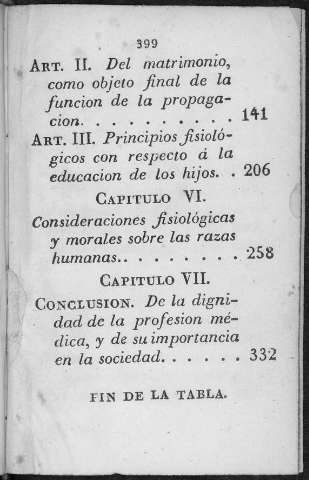 399
ART. II. Del matrimonio,
como objeto final de la
funcion de la propaga-
cion. . . . . . . . . . 141
ART. III. Principios fisioló-
gicos con respecto á la
educacion de los hijos. . 206
CAPITULO VI.
Consideraciones fisiológicas
y morales sobre las razas
humanas. . . . . . . . 258
CAPITULO VII.
CONCLUSION. De la digni-
dad de la profesion mé-
dica, y de su importancia
en la sociedad. . . . . . 332
FIN DE LA TABLA.